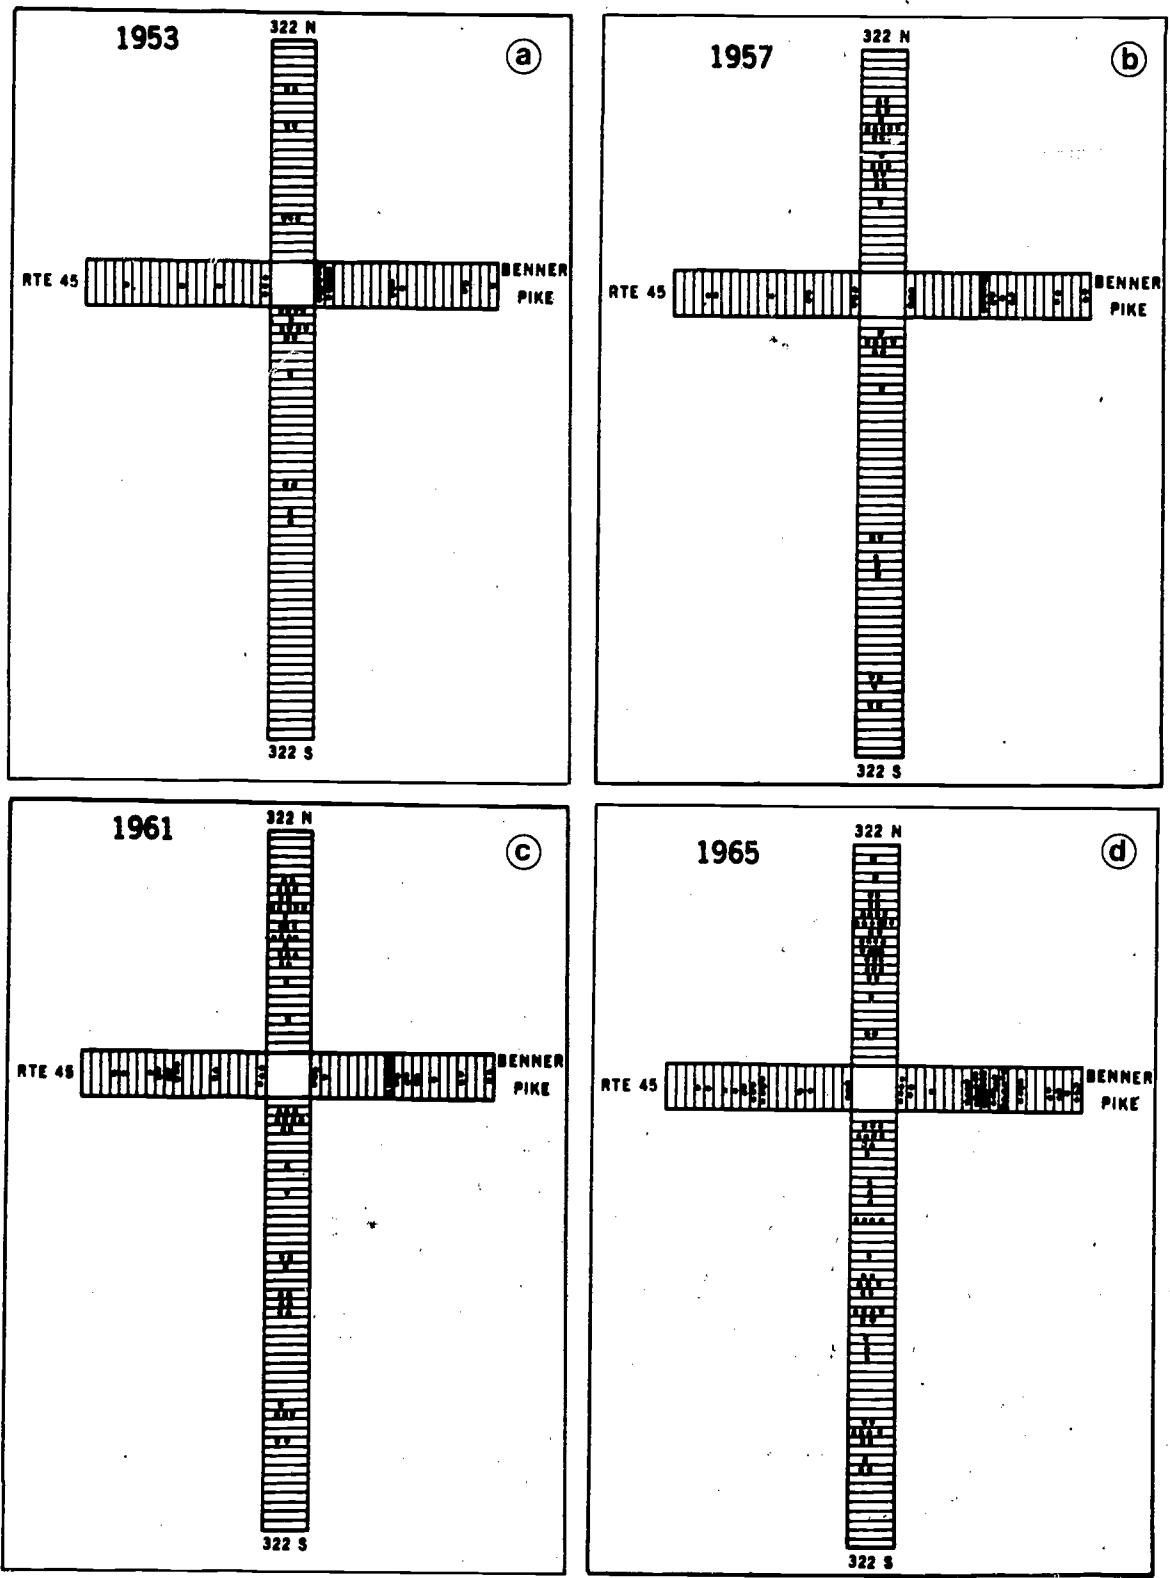 1953
322 N
a
RTE 45
BENNER
PIKE
322 S
1957
322 N
b
RTE 45
BENNER
PIKE
322 S
1961
322 N
c
RTE 45
BENNER
PIKE
322 S
1965
322 N
d
RTE 45
BENNER
PIKE
322 S